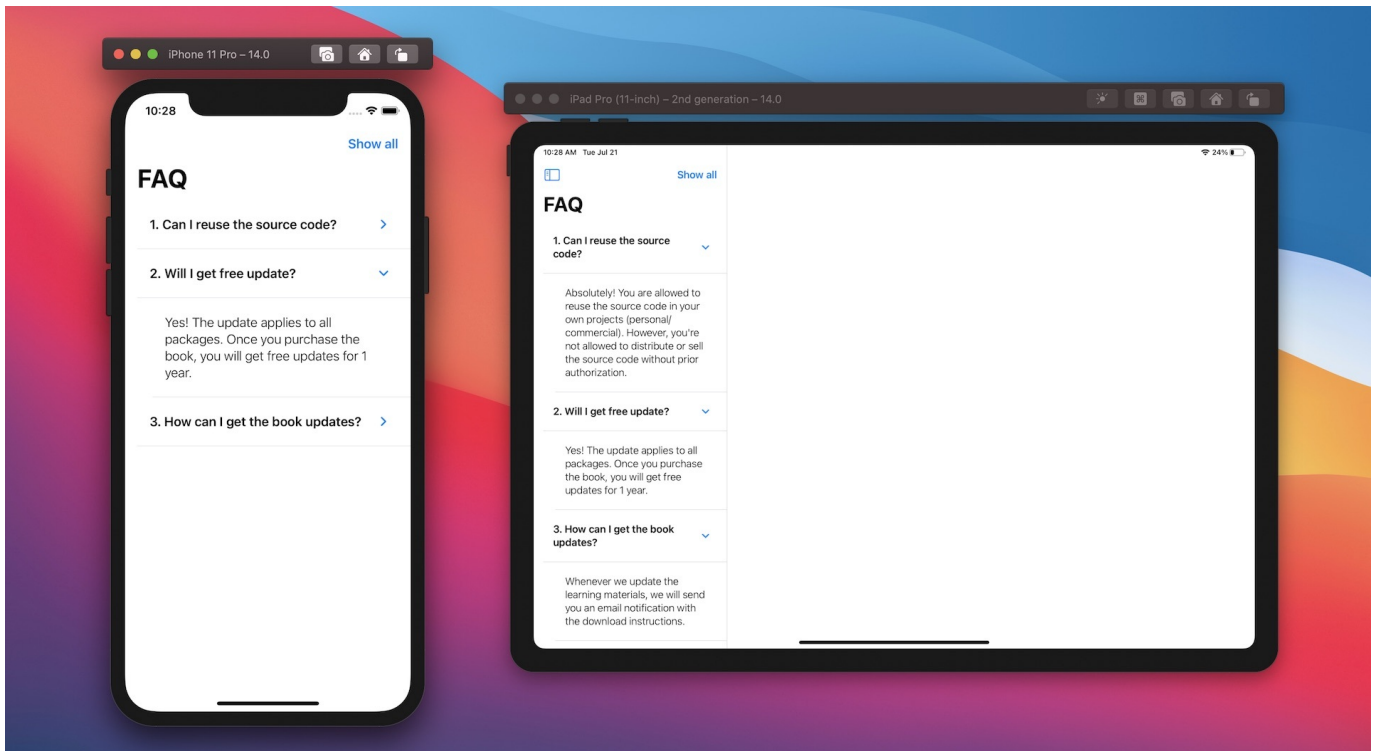 iPhone 11 Pro – 14.0
10:28
Show all
FAQ
1. Can I reuse the source code?
2. Will I get free update?
Yes! The update applies to all
packages. Once you purchase the
book, you will get free updates for 1
year.
3. How can I get the book updates?
iPad Pro (11-inch) – 2nd generation – 14.0
10:28 AM Tue Jul 21
24%
Show all
FAQ
1. Can I reuse the source
code?
Absolutely! You are allowed to
reuse the source code in your
own projects (personal/
commercial). However, you're
not allowed to distribute or sell
the source code without prior
authorization.
2. Will I get free update?
Yes! The update applies to all
packages. Once you purchase
the book, you will get free
updates for 1 year.
3. How can I get the book
updates?
Whenever we update the
learning materials, we will send
you an email notification with
the download instructions.